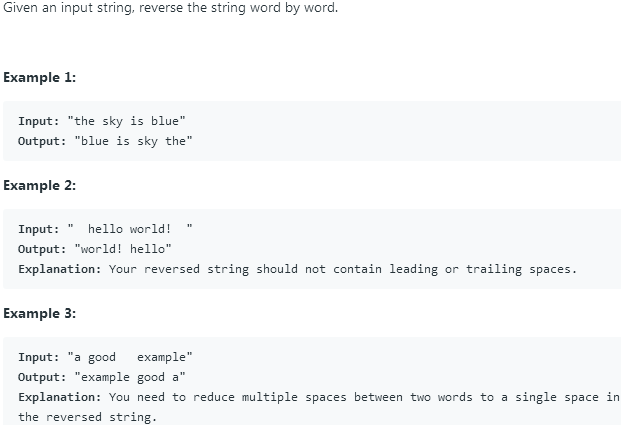 Given an input string, reverse the string word by word.
Example 1:
Input: "the sky is blue"
Output: "blue is sky the"
Example 2:
Input: "  hello world!  "
Output: "world! hello"
Explanation: Your reversed string should not contain leading or trailing spaces.
Example 3:
Input: "a good   example"
Output: "example good a"
Explanation: You need to reduce multiple spaces between two words to a single space in
the reversed string.